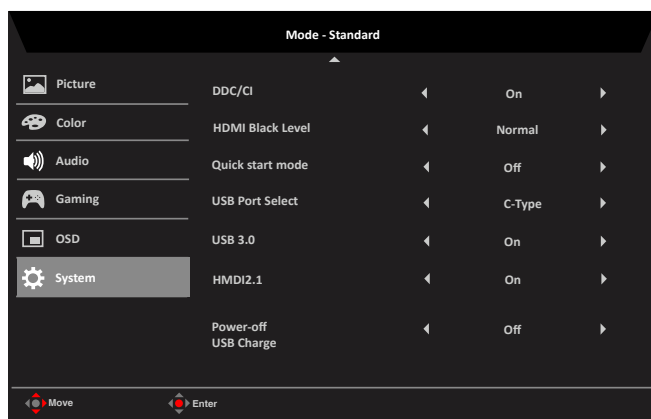 Mode - Standard
Picture
Color
Audio
Gaming
OSD
System
DDC/CI On
HDMI Black Level Normal
Quick start mode Off
USB Port Select C-Type
USB 3.0 On
HMDI2.1 On
Power-off Off
USB Charge
Move Enter